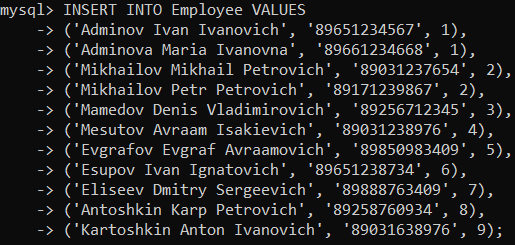 mysql> INSERT INTO Employee VALUES
-> ('Adminov Ivan Ivanovich', '89651234567', 1),
-> ('Adminova Maria Ivanovna', '89661234668', 1),
-> ('Mikhailov Mikhail Petrovich', '89031237654', 2),
-> ('Mikhailov Petr Petrovich', '89171239867', 2),
-> ('Mamedov Denis Vladimirovich', '89256712345', 3),
-> ('Mesutov Avraam Isakievich', '89031238976', 4),
-> ('Evgrafov Evgraf Avraamovich', '89850983409', 5),
-> ('Esupov Ivan Ignatovich', '89651238734', 6),
-> ('Eliseev Dmitry Sergeevich', '89888763409', 7),
-> ('Antoshkin Karp Petrovich', '89258760934', 8),
-> ('Kartoshkin Anton Ivanovich', '89031638976', 9);